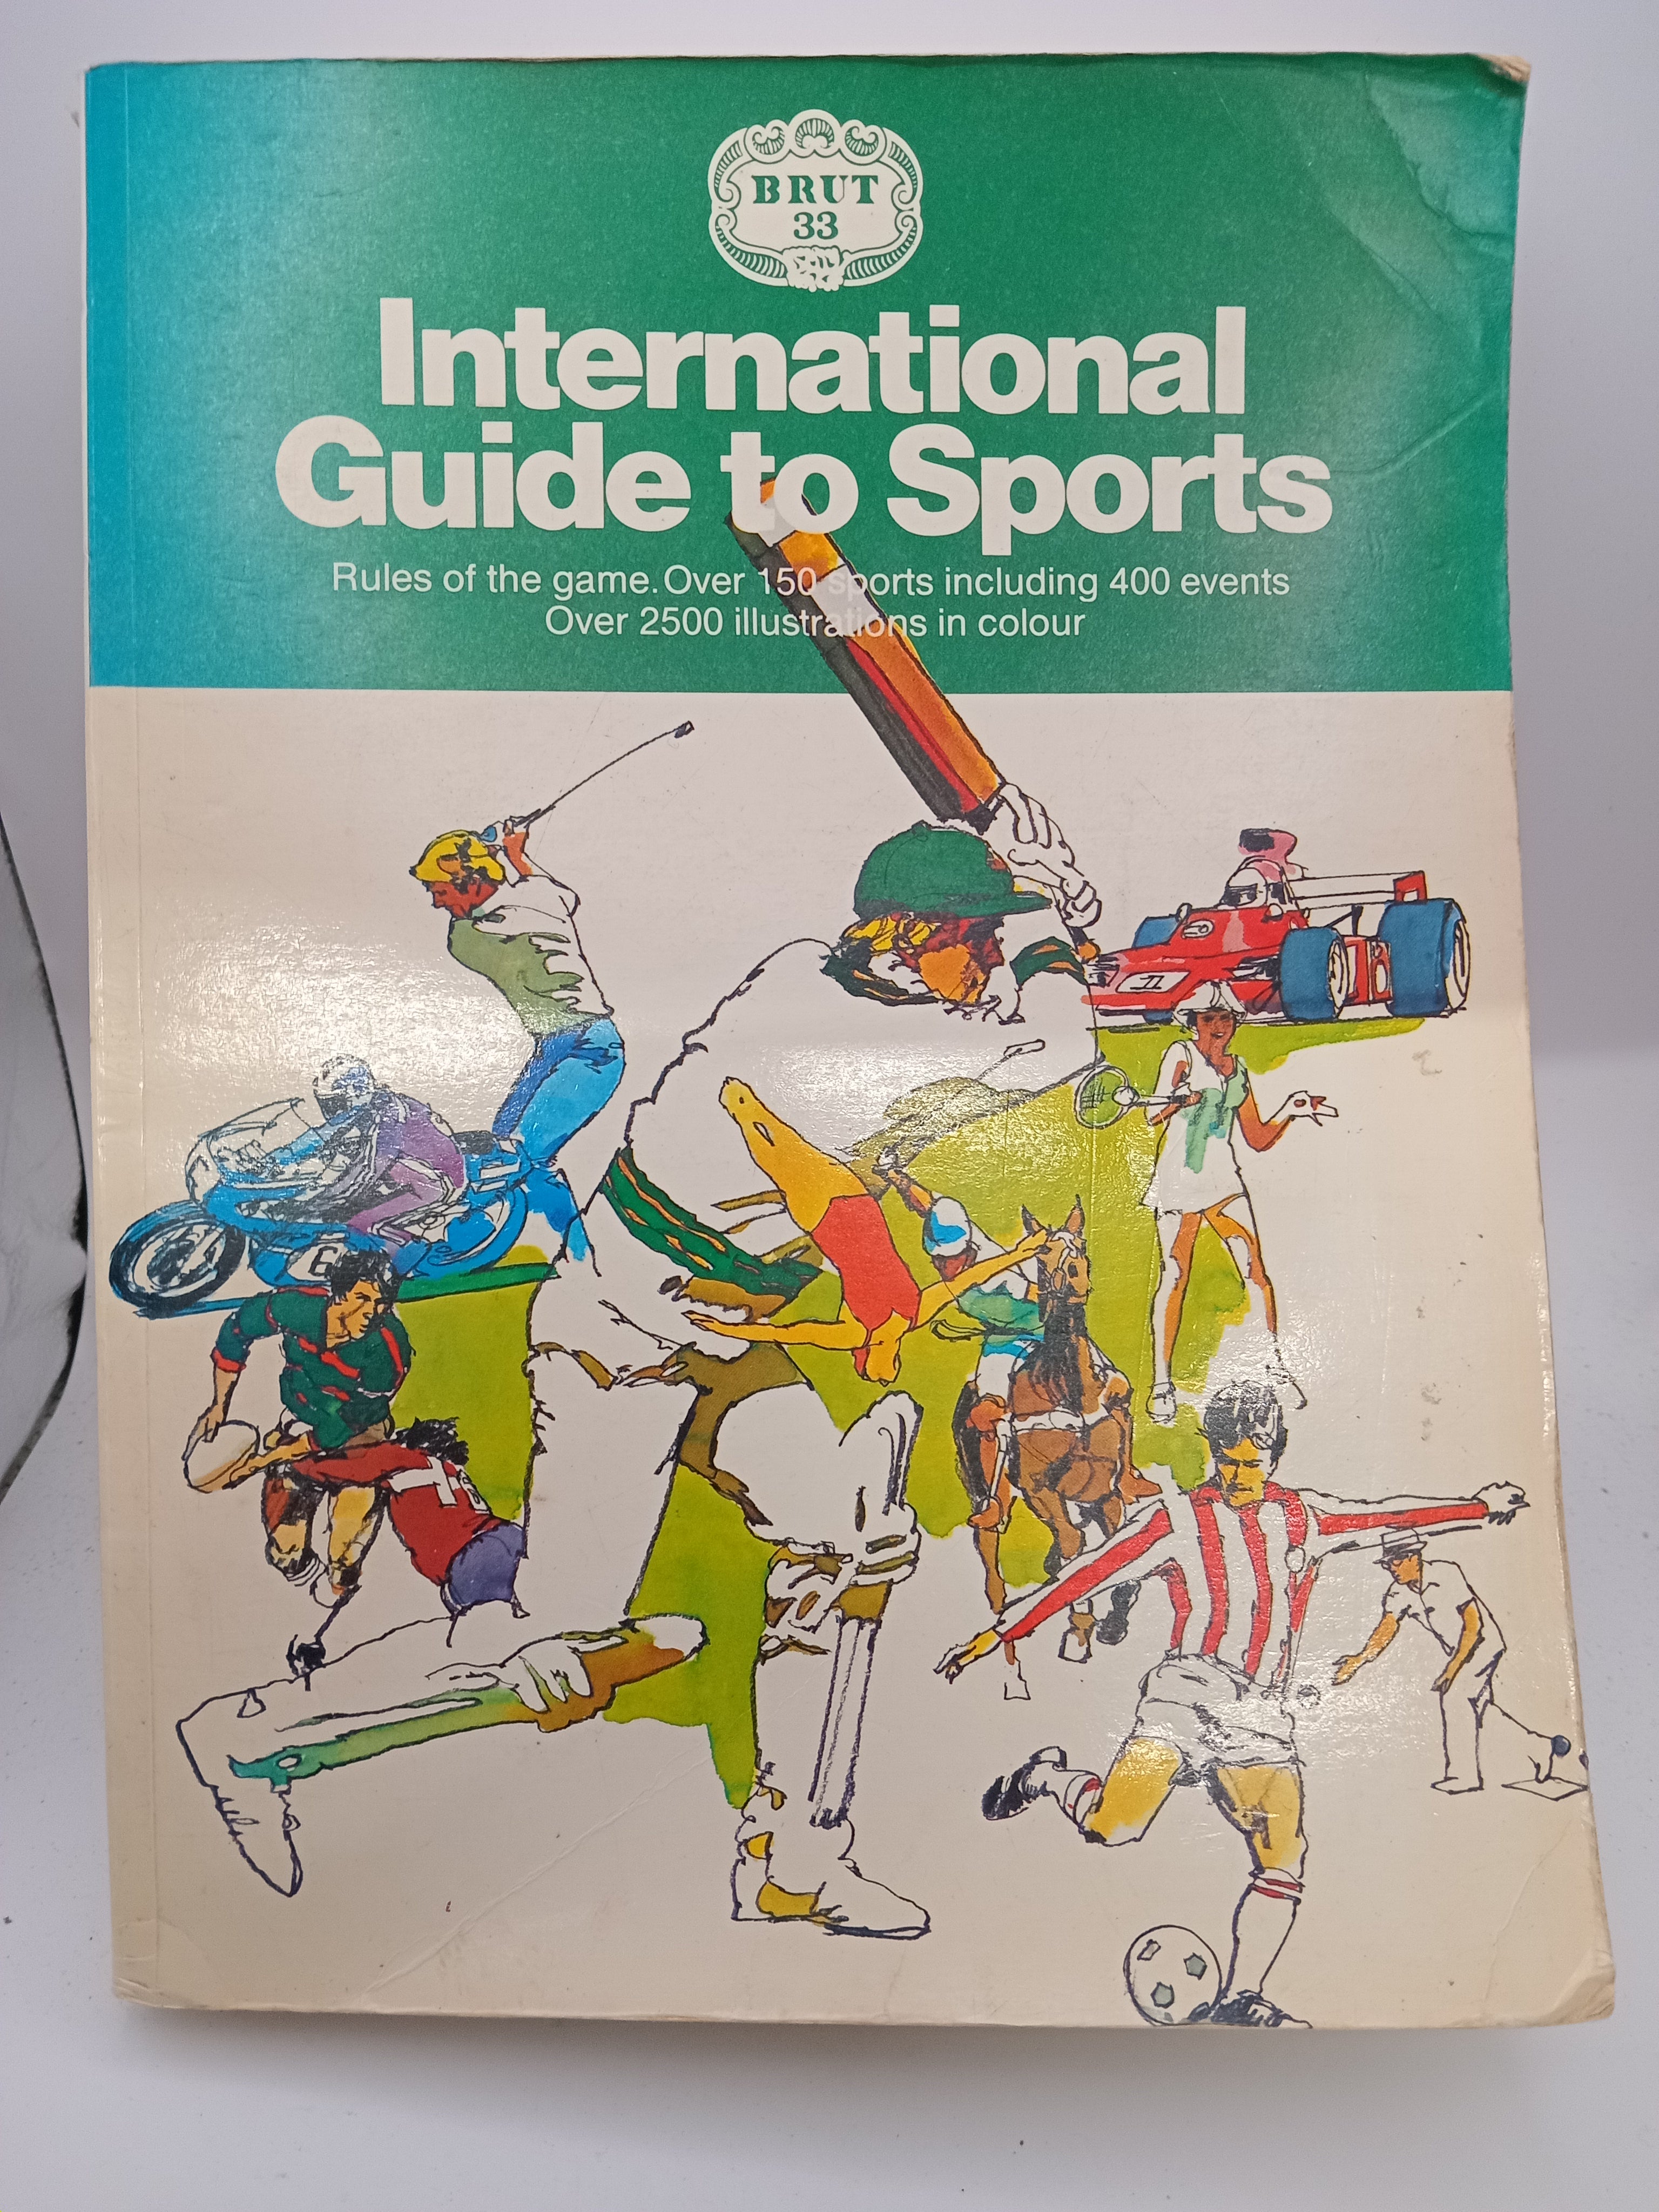 BRUT
33
International
Guide to Sports
Rules of the game. Over 150 sports including 400 events
Over 2500 illustrations in colour
6